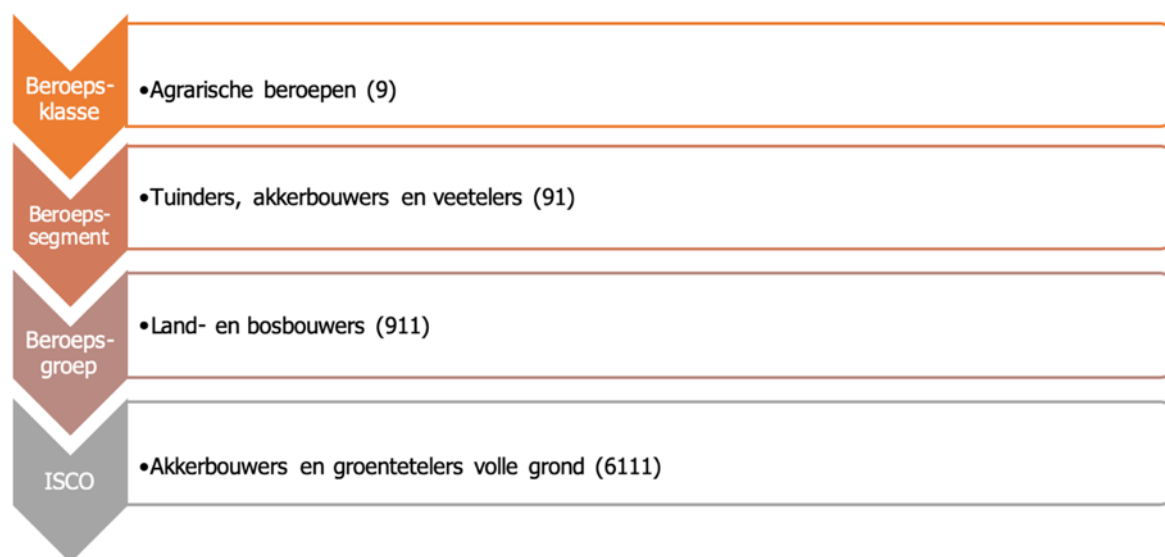 Beroeps-
klasse
•Agrarische beroepen (9)
Beroeps-
segment
•Tuinders, akkerbouwers en veetelers (91)
Beroeps-
groep
•Land- en bosbouwers (911)
ISCO
•Akkerbouwers en groentetelers volle grond (6111)